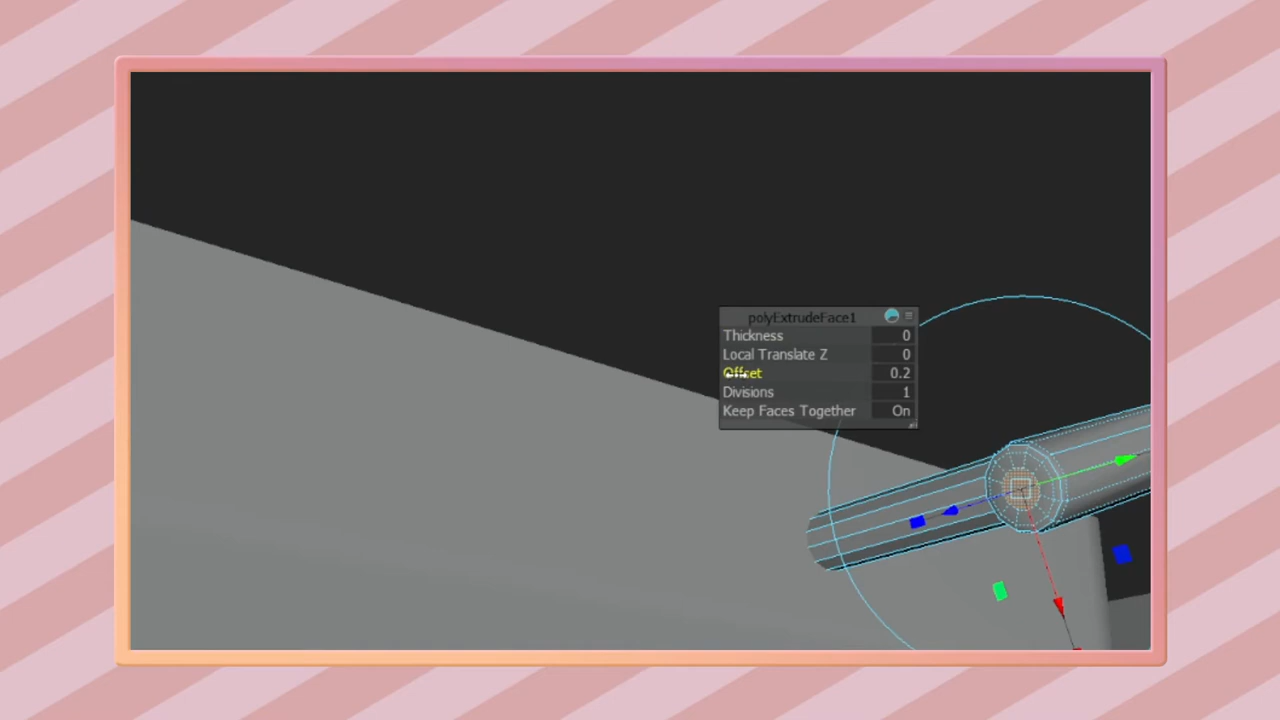 polyExtrudeFace1
Thickness 0
Local Translate Z 0
Offset 0.2
Divisions 1
Keep Faces Together On